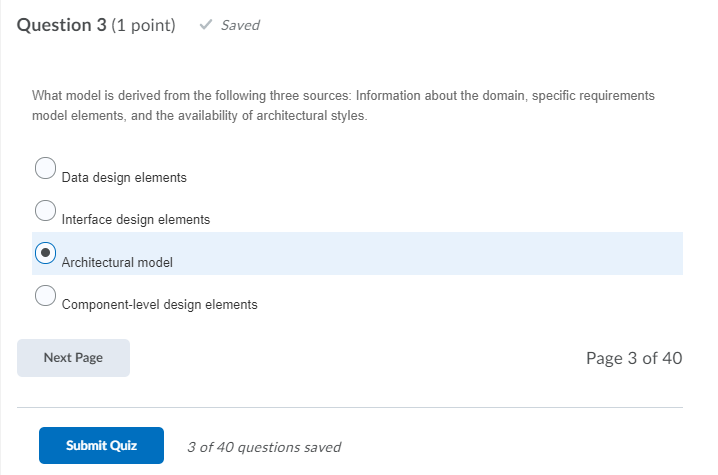 Question 3 (1 point) Saved
What model is derived from the following three sources: Information about the domain, specific requirements
model elements, and the availability of architectural styles.
Data design elements
Interface design elements
Architectural model
Component-level design elements
Next Page Page 3 of 40
Submit Quiz 3 of 40 questions saved